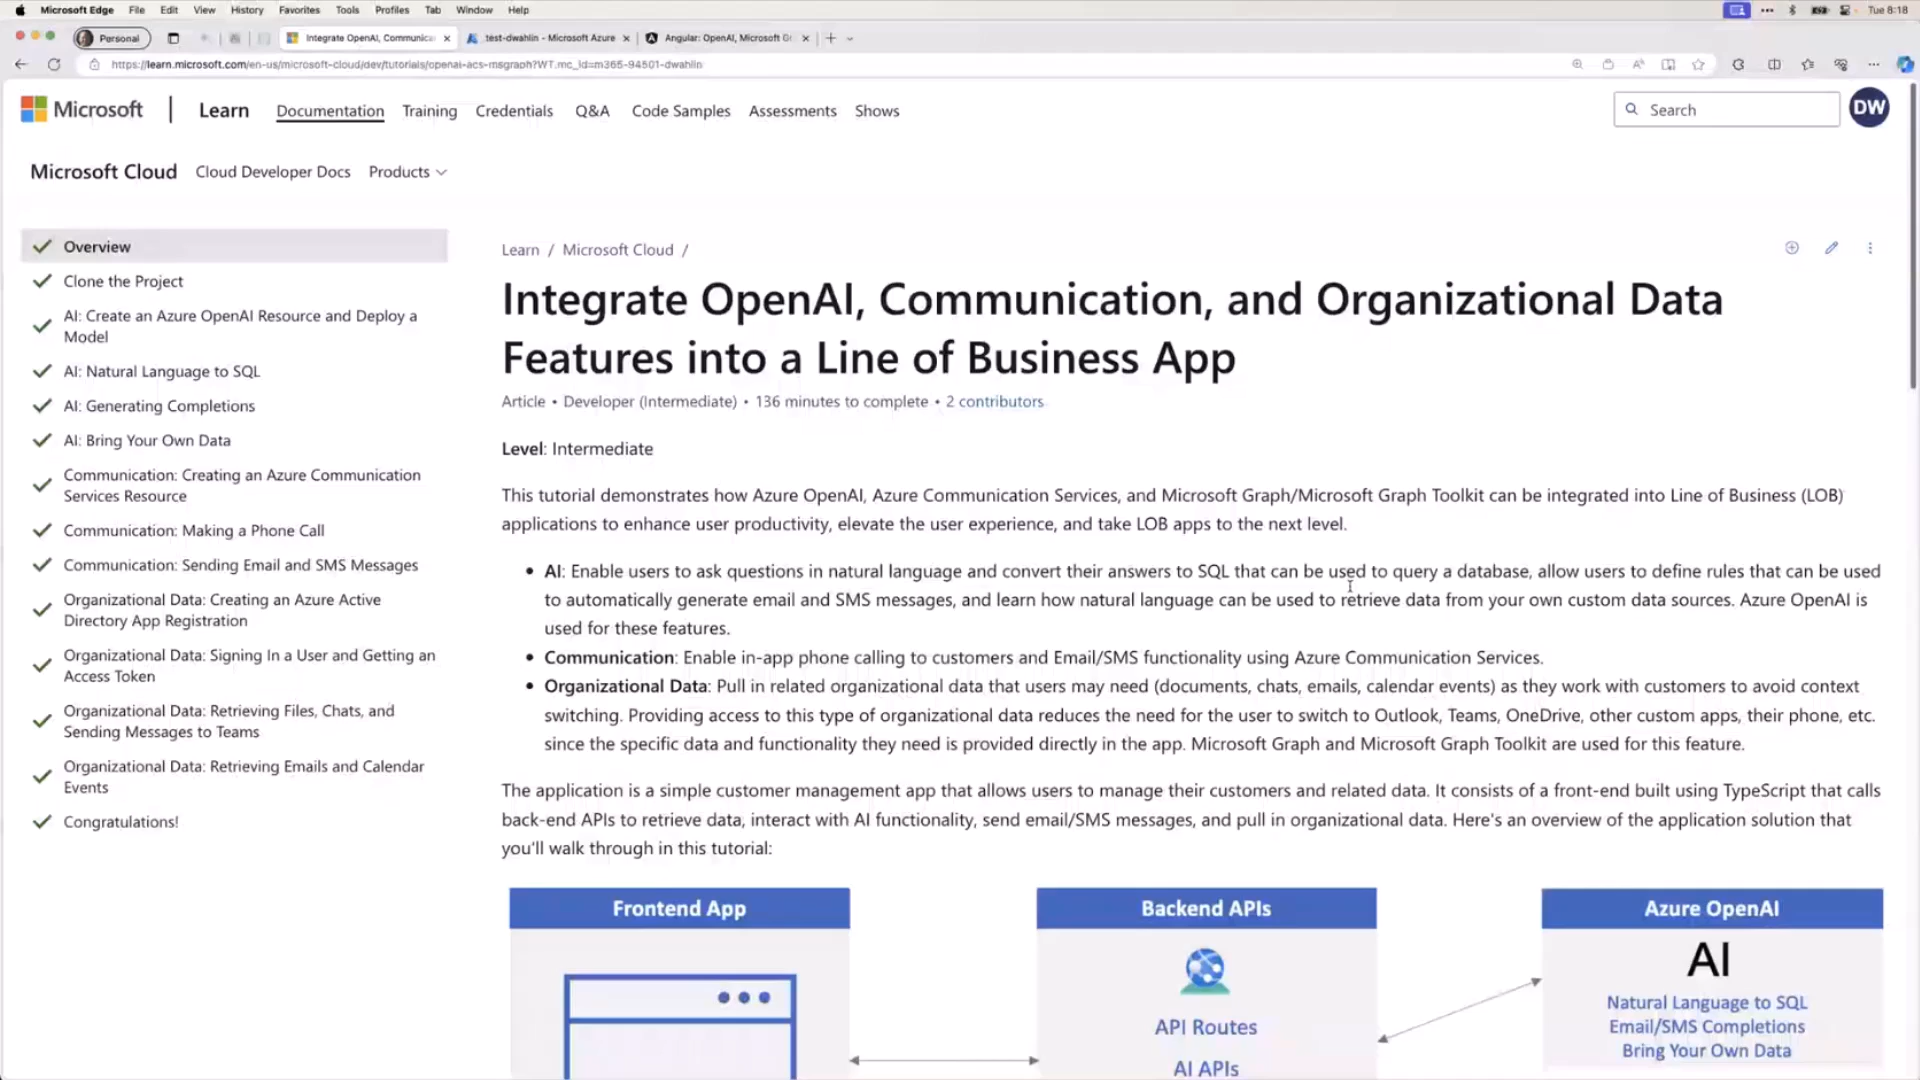 Microsoft Edge File Edit View History Favorites Tools Profiles Tab Window Help Tue 8:18
Personal Integrate OpenAI, Communica test-dwahlin - Microsoft Azure Angular: OpenAI, Microsoft Gr
https://learn.microsoft.com/en-us/microsoft-cloud/dev/tutorials/openai-acs-msgraph?WT.mc_id=m365-94501-dwahlin
Microsoft | Learn Documentation Training Credentials Q&A Code Samples Assessments Shows Search DW
Microsoft Cloud Cloud Developer Docs Products
Overview
Clone the Project
AI: Create an Azure OpenAI Resource and Deploy a
Model
AI: Natural Language to SQL
AI: Generating Completions
AI: Bring Your Own Data
Communication: Creating an Azure Communication
Services Resource
Communication: Making a Phone Call
Communication: Sending Email and SMS Messages
Organizational Data: Creating an Azure Active
Directory App Registration
Organizational Data: Signing In a User and Getting an
Access Token
Organizational Data: Retrieving Files, Chats, and
Sending Messages to Teams
Organizational Data: Retrieving Emails and Calendar
Events
Congratulations!
Learn / Microsoft Cloud /
Integrate OpenAI, Communication, and Organizational Data
Features into a Line of Business App
Article • Developer (Intermediate) • 136 minutes to complete • 2 contributors
Level: Intermediate
This tutorial demonstrates how Azure OpenAI, Azure Communication Services, and Microsoft Graph/Microsoft Graph Toolkit can be integrated into Line of Business (LOB)
applications to enhance user productivity, elevate the user experience, and take LOB apps to the next level.
• AI: Enable users to ask questions in natural language and convert their answers to SQL that can be used to query a database, allow users to define rules that can be used
to automatically generate email and SMS messages, and learn how natural language can be used to retrieve data from your own custom data sources. Azure OpenAI is
used for these features.
• Communication: Enable in-app phone calling to customers and Email/SMS functionality using Azure Communication Services.
• Organizational Data: Pull in related organizational data that users may need (documents, chats, emails, calendar events) as they work with customers to avoid context
switching. Providing access to this type of organizational data reduces the need for the user to switch to Outlook, Teams, OneDrive, other custom apps, their phone, etc.
since the specific data and functionality they need is provided directly in the app. Microsoft Graph and Microsoft Graph Toolkit are used for this feature.
The application is a simple customer management app that allows users to manage their customers and related data. It consists of a front-end built using TypeScript that calls
back-end APIs to retrieve data, interact with AI functionality, send email/SMS messages, and pull in organizational data. Here's an overview of the application solution that
you'll walk through in this tutorial:
Frontend App
Backend APIs
API Routes
AI APIs
Azure OpenAI
AI
Natural Language to SQL
Email/SMS Completions
Bring Your Own Data